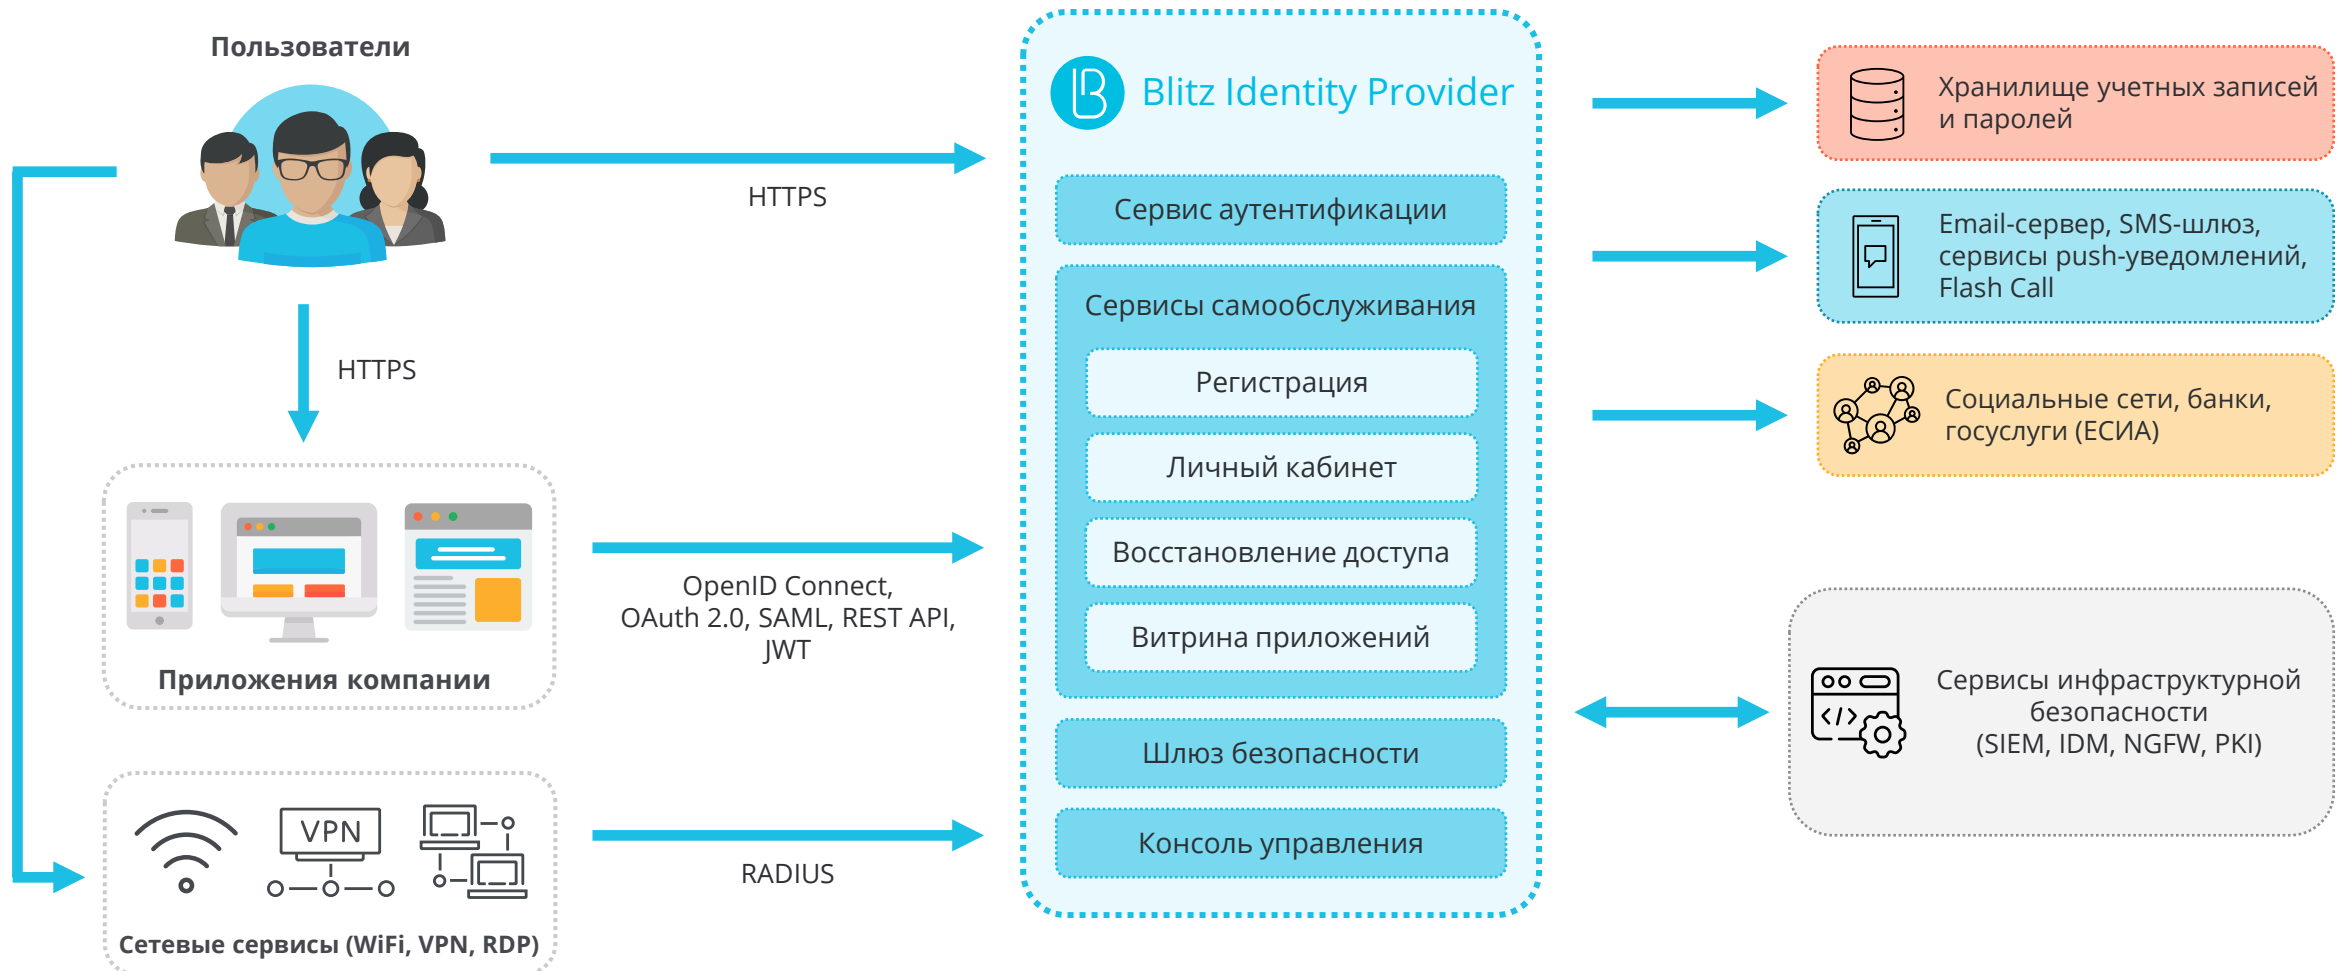 Пользователи
HTTPS
HTTPS
Приложения компании
OpenID Connect,
OAuth 2.0, SAML, REST API,
JWT
VPN
Сетевые сервисы (WiFi, VPN, RDP)
RADIUS
Blitz Identity Provider
Сервис аутентификации
Сервисы самообслуживания
Регистрация
Личный кабинет
Восстановление доступа
Витрина приложений
Шлюз безопасности
Консоль управления
Хранилище учетных записей
и паролей
Email-сервер, SMS-шлюз,
сервисы push-уведомлений,
Flash Call
Социальные сети, банки,
госуслуги (ЕСИА)
Сервисы инфраструктурной
безопасности
(SIEM, IDM, NGFW, PKI)